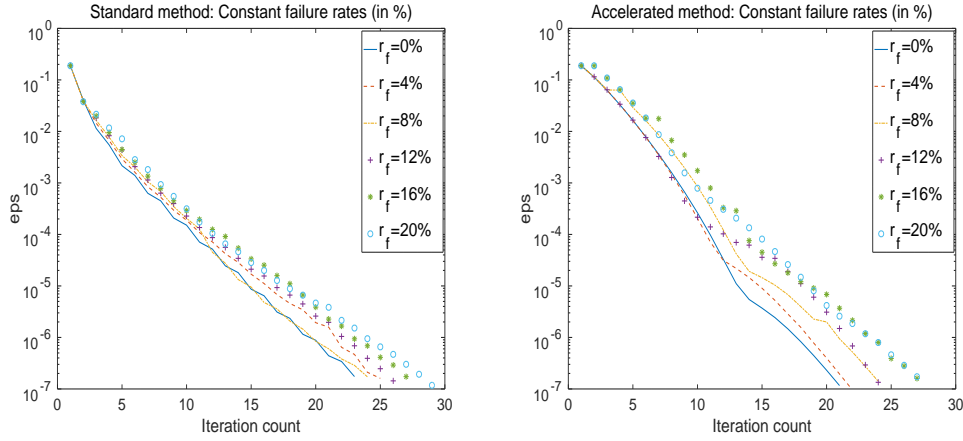 Standard method: Constant failure rates (in %)
10^0
10^-1
10^-2
10^-3
10^-4
10^-5
10^-6
10^-7
eps
0 5 10 15 20 25 30
Iteration count
r_f=0%
r_f=4%
r_f=8%
r_f=12%
r_f=16%
r_f=20%
Accelerated method: Constant failure rates (in %)
10^0
10^-1
10^-2
10^-3
10^-4
10^-5
10^-6
10^-7
eps
0 5 10 15 20 25 30
Iteration count
r_f=0%
r_f=4%
r_f=8%
r_f=12%
r_f=16%
r_f=20%